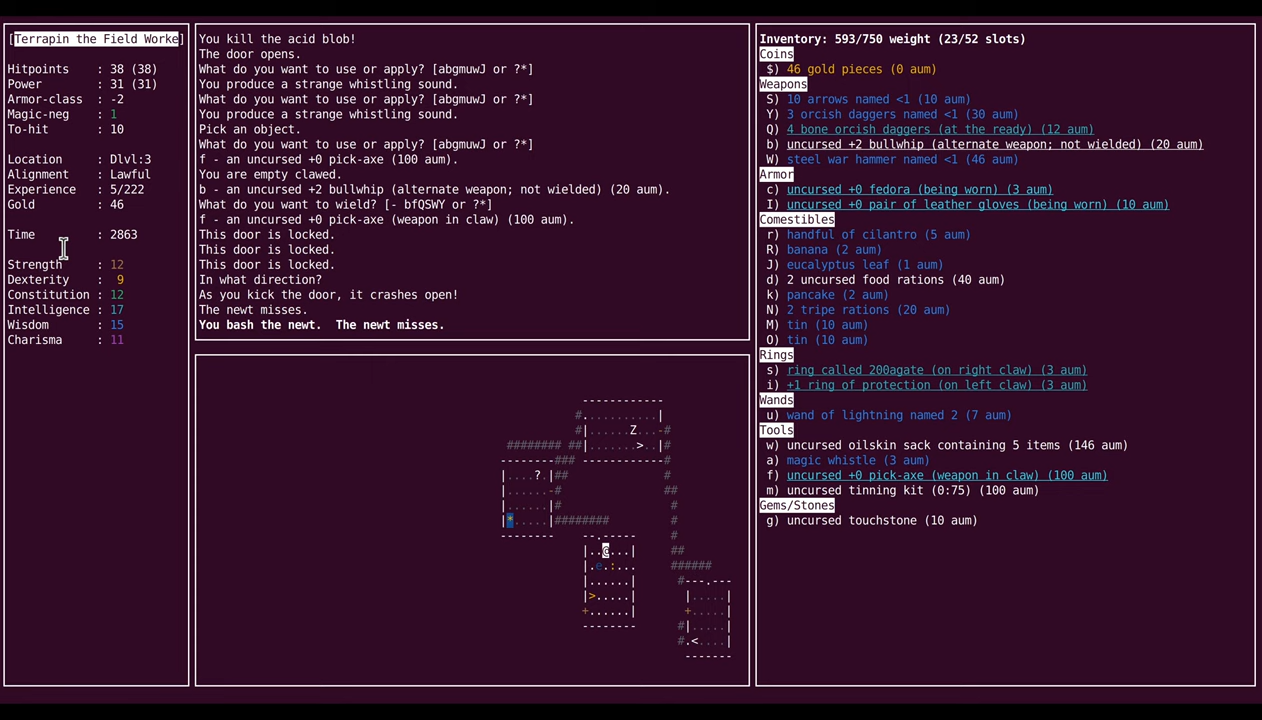 [Terrapin the Field Worke]
Hitpoints : 38 (38)
Power : 31 (31)
Armor-class : -2
Magic-neg : 1
To-hit : 10
Location : Dlvl:3
Alignment : Lawful
Experience : 5/222
Gold : 46
Time : 2863
Strength : 12
Dexterity : 9
Constitution : 12
Intelligence : 17
Wisdom : 15
Charisma : 11
You kill the acid blob!
The door opens.
What do you want to use or apply? [abgmuwJ or ?*]
You produce a strange whistling sound.
What do you want to use or apply? [abgmuwJ or ?*]
You produce a strange whistling sound.
Pick an object.
What do you want to use or apply? [abgmuwJ or ?*]
f - an uncursed +0 pick-axe (100 aum).
You are empty clawed.
b - an uncursed +2 bullwhip (alternate weapon; not wielded) (20 aum).
What do you want to wield? [- bfQSWY or ?*]
f - an uncursed +0 pick-axe (weapon in claw) (100 aum).
This door is locked.
This door is locked.
This door is locked.
In what direction?
As you kick the door, it crashes open!
The newt misses.
You bash the newt. The newt misses.
------------
#...........|
#|......Z...-#
######## ##|.......>..|#
--------### ------------#
|....?.|## #
|......-# ##
|......|# #
|*.....|######## #
-------- --.----- #
|..@...| ##
|.e.:... ######
|......| #---.---
|>.....| |.....|
+......| +.....|
-------- #|.....|
#.<....|
-------
Inventory: 593/750 weight (23/52 slots)
Coins
$) 46 gold pieces (0 aum)
Weapons
S) 10 arrows named <1 (10 aum)
Y) 3 orcish daggers named <1 (30 aum)
Q) 4 bone orcish daggers (at the ready) (12 aum)
b) uncursed +2 bullwhip (alternate weapon; not wielded) (20 aum)
W) steel war hammer named <1 (46 aum)
Armor
c) uncursed +0 fedora (being worn) (3 aum)
I) uncursed +0 pair of leather gloves (being worn) (10 aum)
Comestibles
r) handful of cilantro (5 aum)
R) banana (2 aum)
J) eucalyptus leaf (1 aum)
d) 2 uncursed food rations (40 aum)
k) pancake (2 aum)
N) 2 tripe rations (20 aum)
M) tin (10 aum)
O) tin (10 aum)
Rings
s) ring called 200agate (on right claw) (3 aum)
i) +1 ring of protection (on left claw) (3 aum)
Wands
u) wand of lightning named 2 (7 aum)
Tools
w) uncursed oilskin sack containing 5 items (146 aum)
a) magic whistle (3 aum)
f) uncursed +0 pick-axe (weapon in claw) (100 aum)
m) uncursed tinning kit (0:75) (100 aum)
Gems/Stones
g) uncursed touchstone (10 aum)